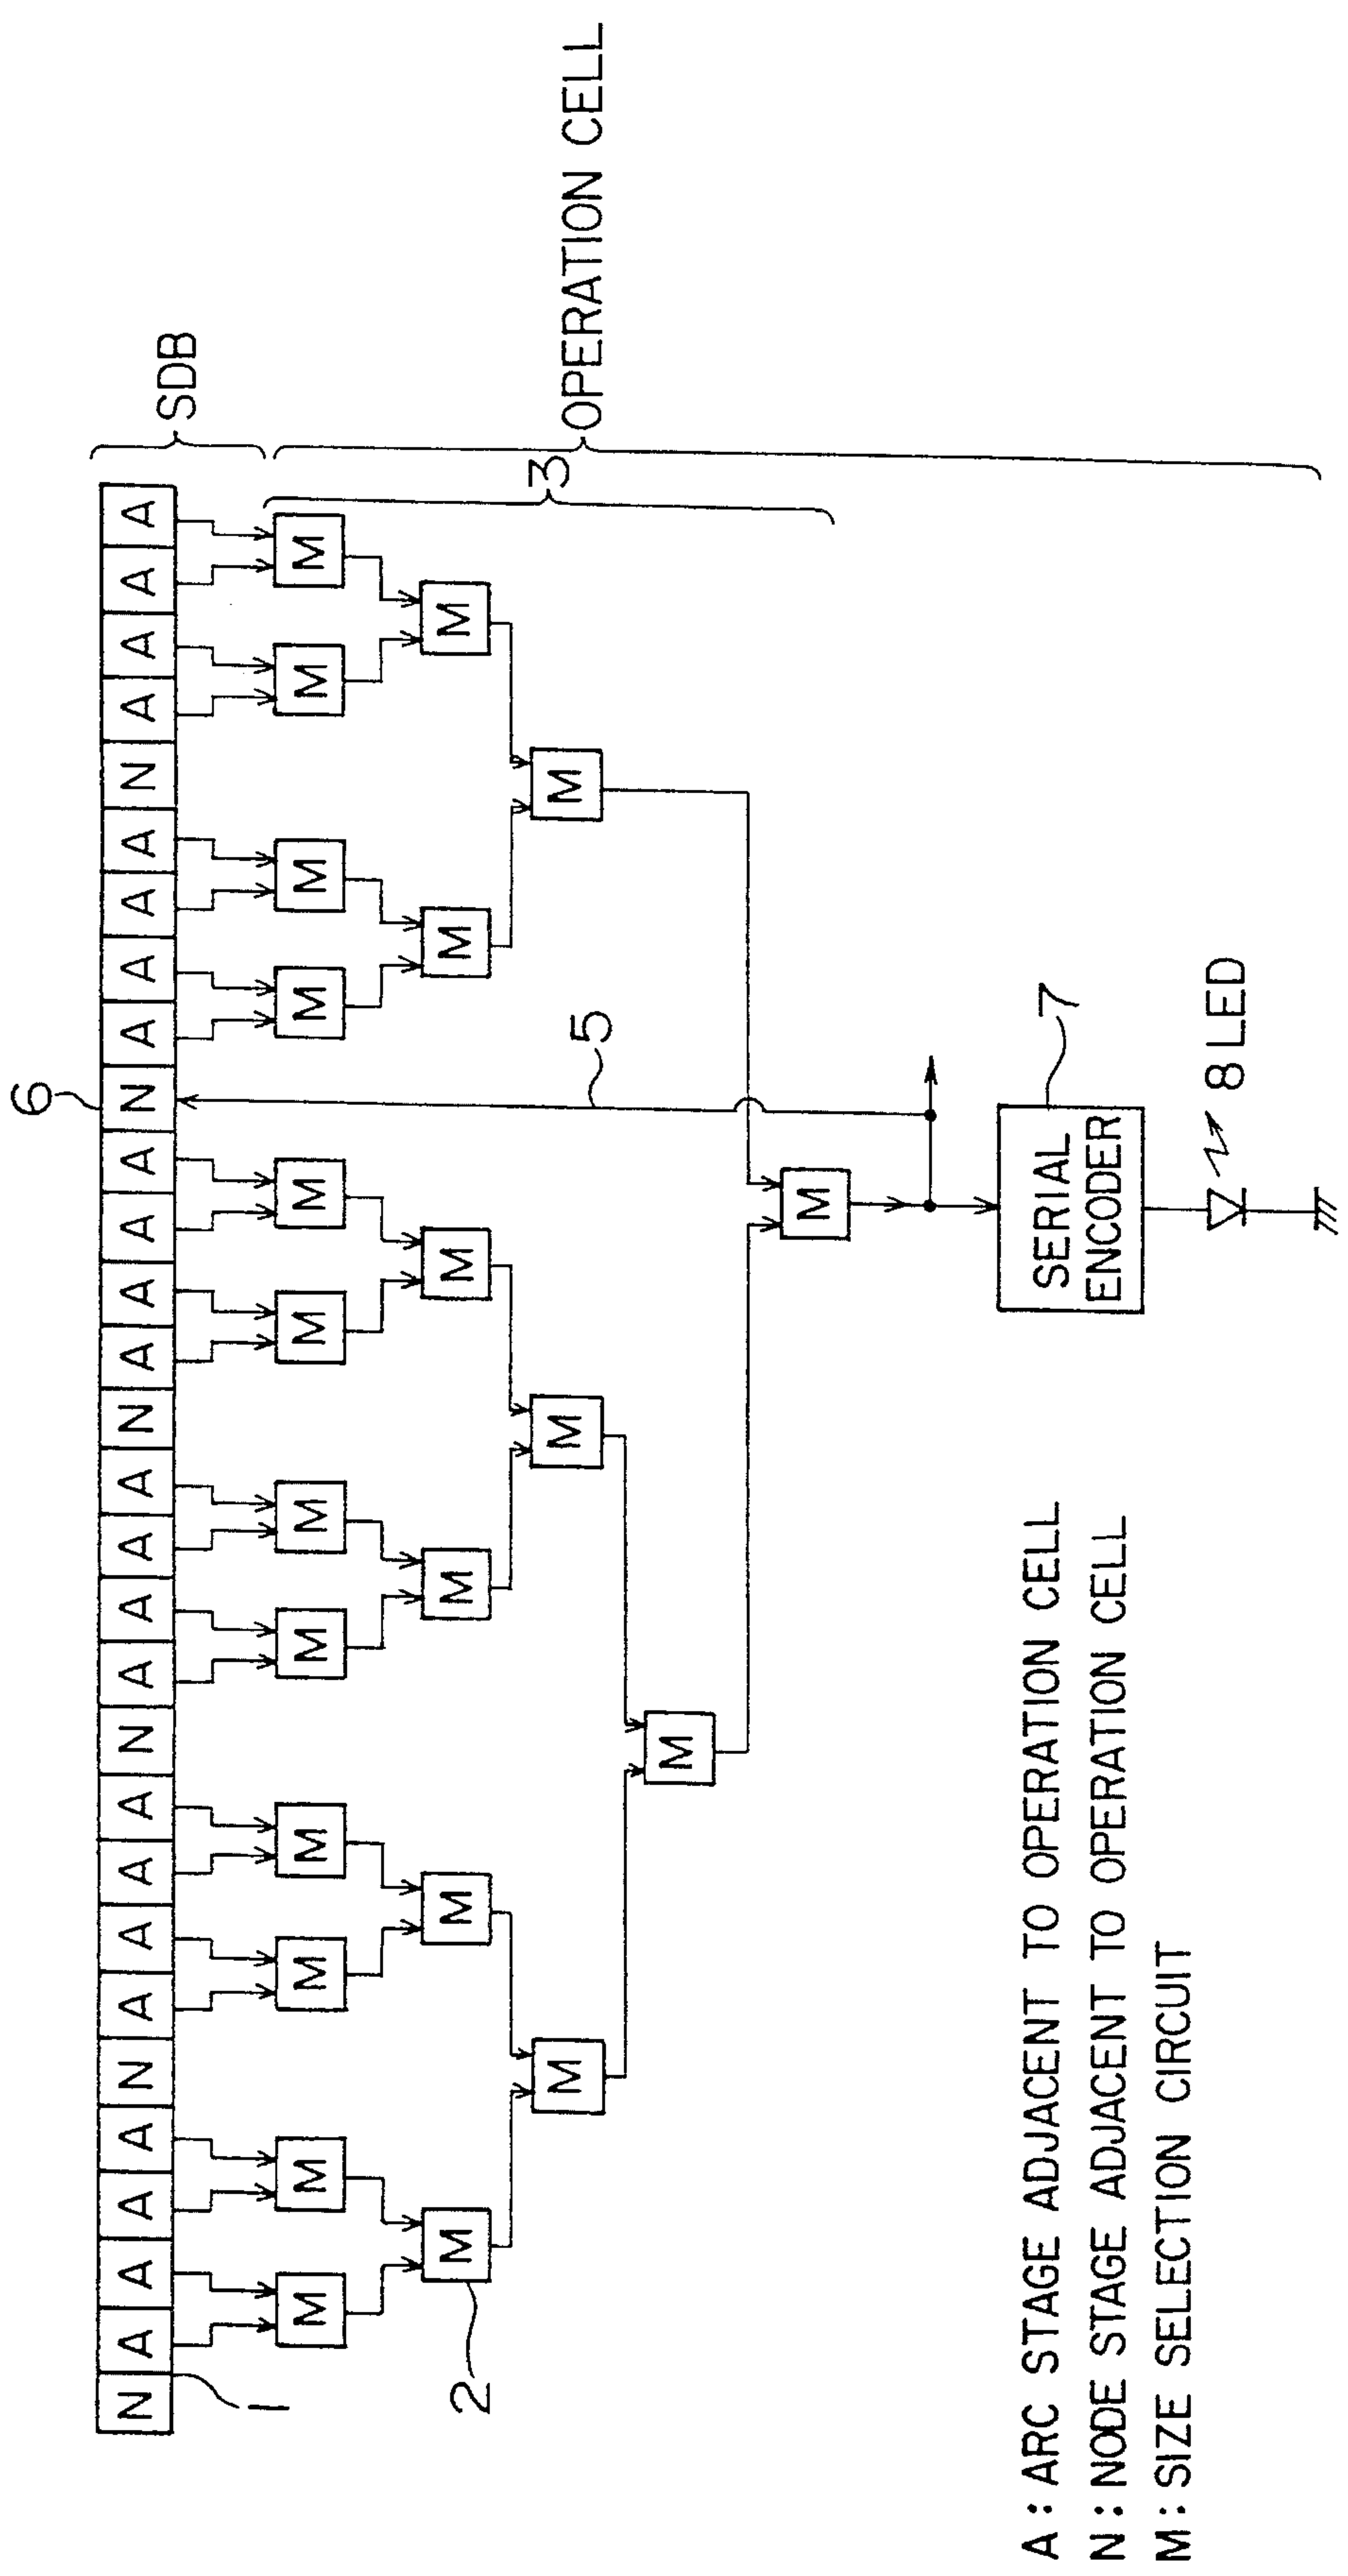 6
N A A A A N A A A A N A A A A N A A A A N A A A A N A A A A
SDB
1
M M M M M M M M M M M M
3
M M M M M M
2
M M M
5
OPERATION CELL
M
M
7
SERIAL
ENCODER
8 LED
A : ARC STAGE ADJACENT TO OPERATION CELL
N : NODE STAGE ADJACENT TO OPERATION CELL
M : SIZE SELECTION CIRCUIT